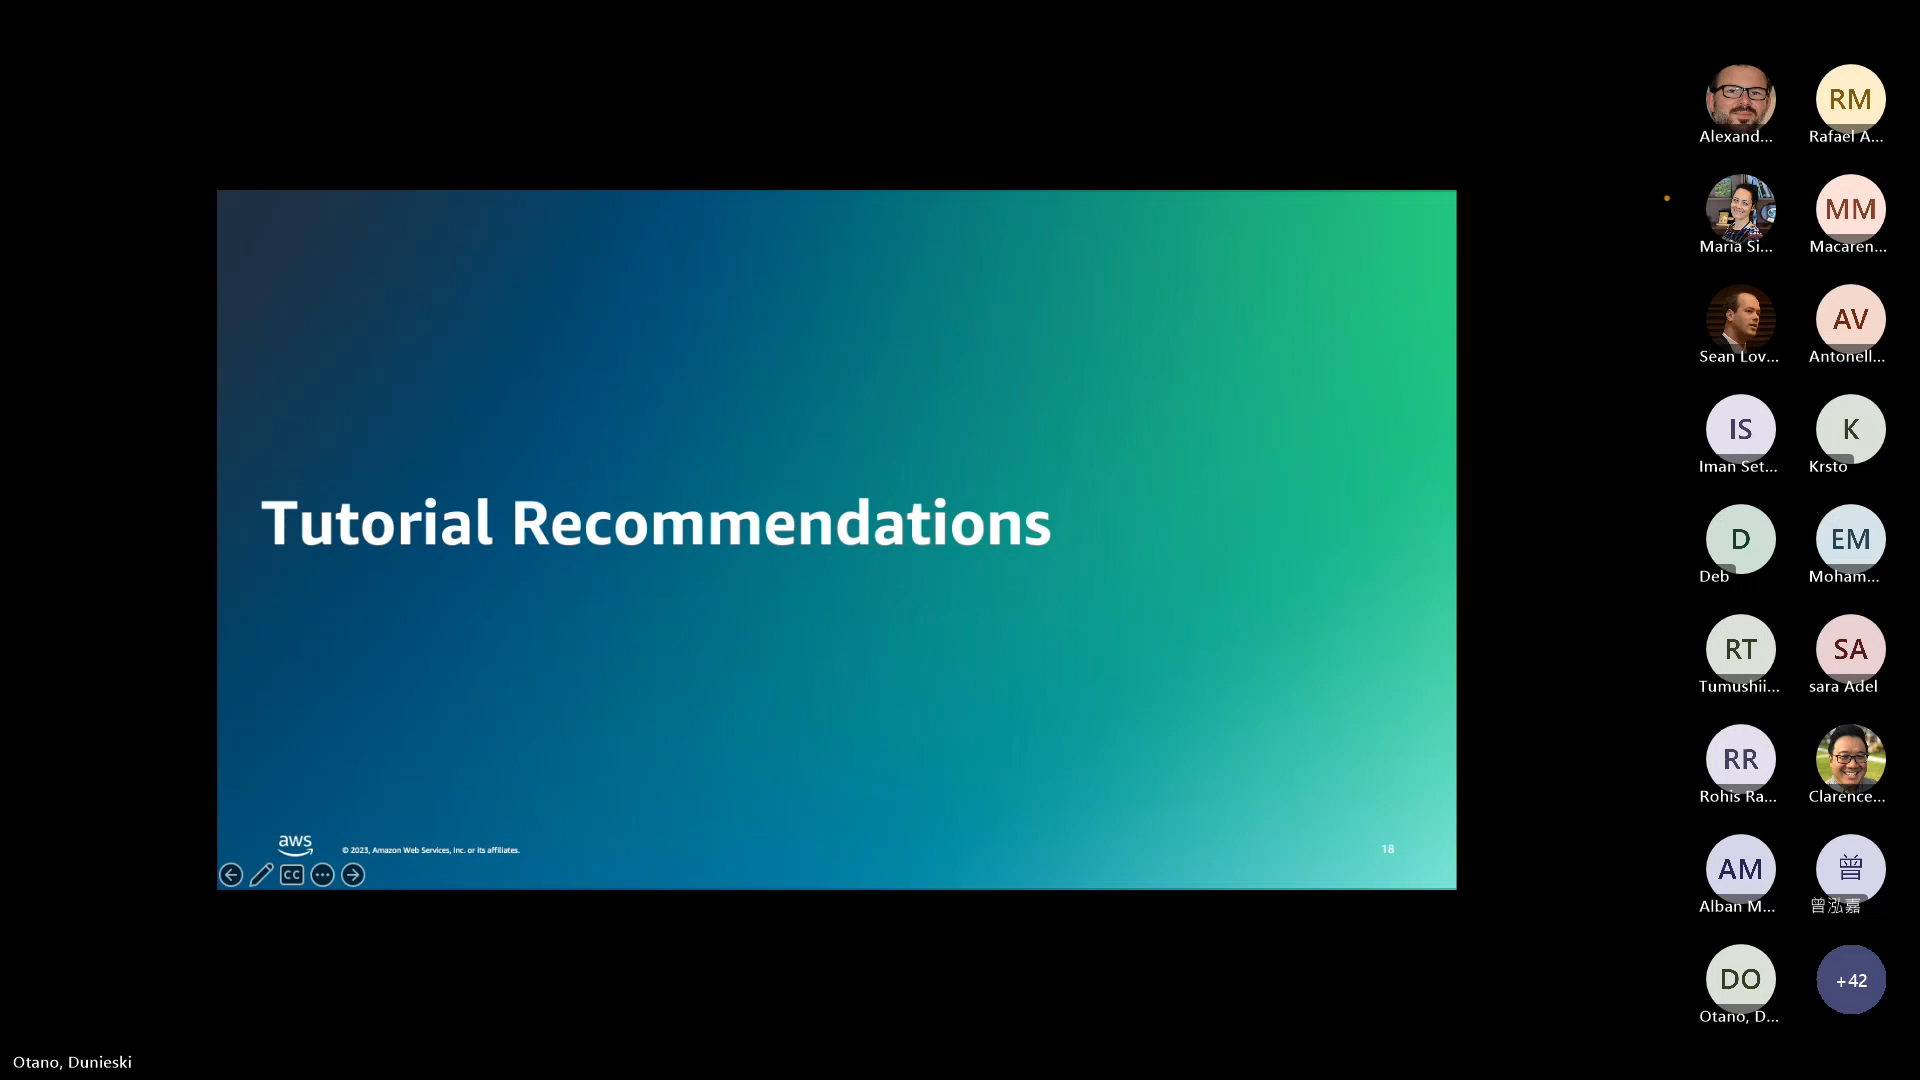 Tutorial Recommendations
aws
© 2023, Amazon Web Services, Inc. or its affiliates.
18
CC
Alexand...
RM
Rafael A...
Maria Si...
MM
Macaren...
Sean Lov...
AV
Antonell...
IS
Iman Set...
K
Krsto
D
Deb
EM
Moham...
RT
Tumushii...
SA
sara Adel
RR
Rohis Ra...
Clarence...
AM
Alban M...
曾
曾泓嘉
DO
Otano, D...
+42
Otano, Dunieski